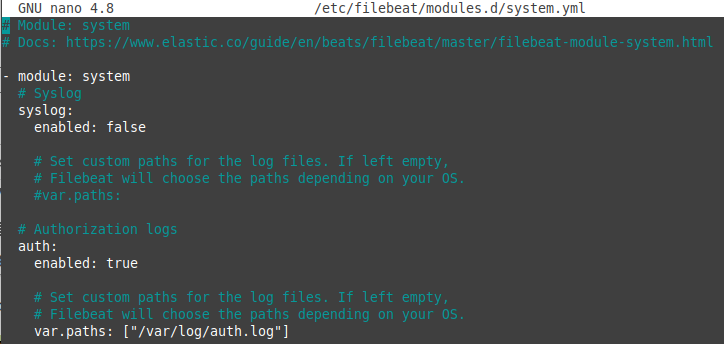 GNU nano 4.8 /etc/filebeat/modules.d/system.yml
# Module: system
# Docs: https://www.elastic.co/guide/en/beats/filebeat/master/filebeat-module-system.html
- module: system
# Syslog
syslog:
enabled: false
# Set custom paths for the log files. If left empty,
# Filebeat will choose the paths depending on your OS.
#var.paths:
# Authorization logs
auth:
enabled: true
# Set custom paths for the log files. If left empty,
# Filebeat will choose the paths depending on your OS.
var.paths: ["/var/log/auth.log"]